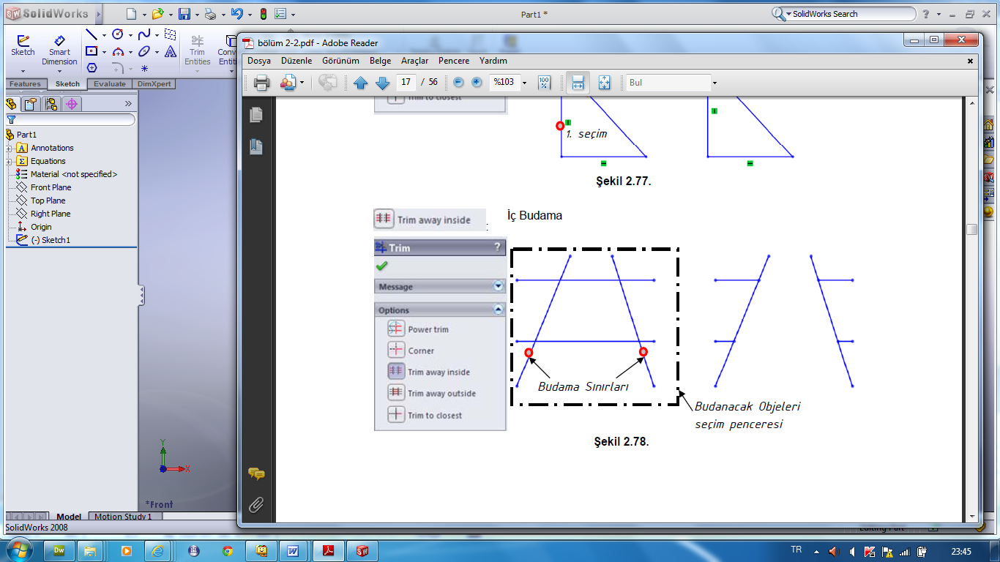 SolidWorks
Part1 *
SolidWorks Search
Sketch
Smart Dimension
Trim Entities
Features
Sketch
Evaluate
DimXpert
Part1
Annotations
Equations
Material <not specified>
Front Plane
Top Plane
Right Plane
Origin
(-) Sketch1
Y
X
*Front
Model
Motion Study 1
SolidWorks 2008
Editing Part
bölüm 2-2.pdf - Adobe Reader
Dosya Düzenle Görünüm Belge Araçlar Pencere Yardım
17 / 56
%103
100 %
Bul
Trim to closest
1. seçim
Şekil 2.77.
Trim away inside : İç Budama
Trim ?
Message
Options
Power trim
Corner
Trim away inside
Trim away outside
Trim to closest
Budama Sınırları
Budanacak Objeleri
seçim penceresi
Şekil 2.78.
Dw
TR
23:45